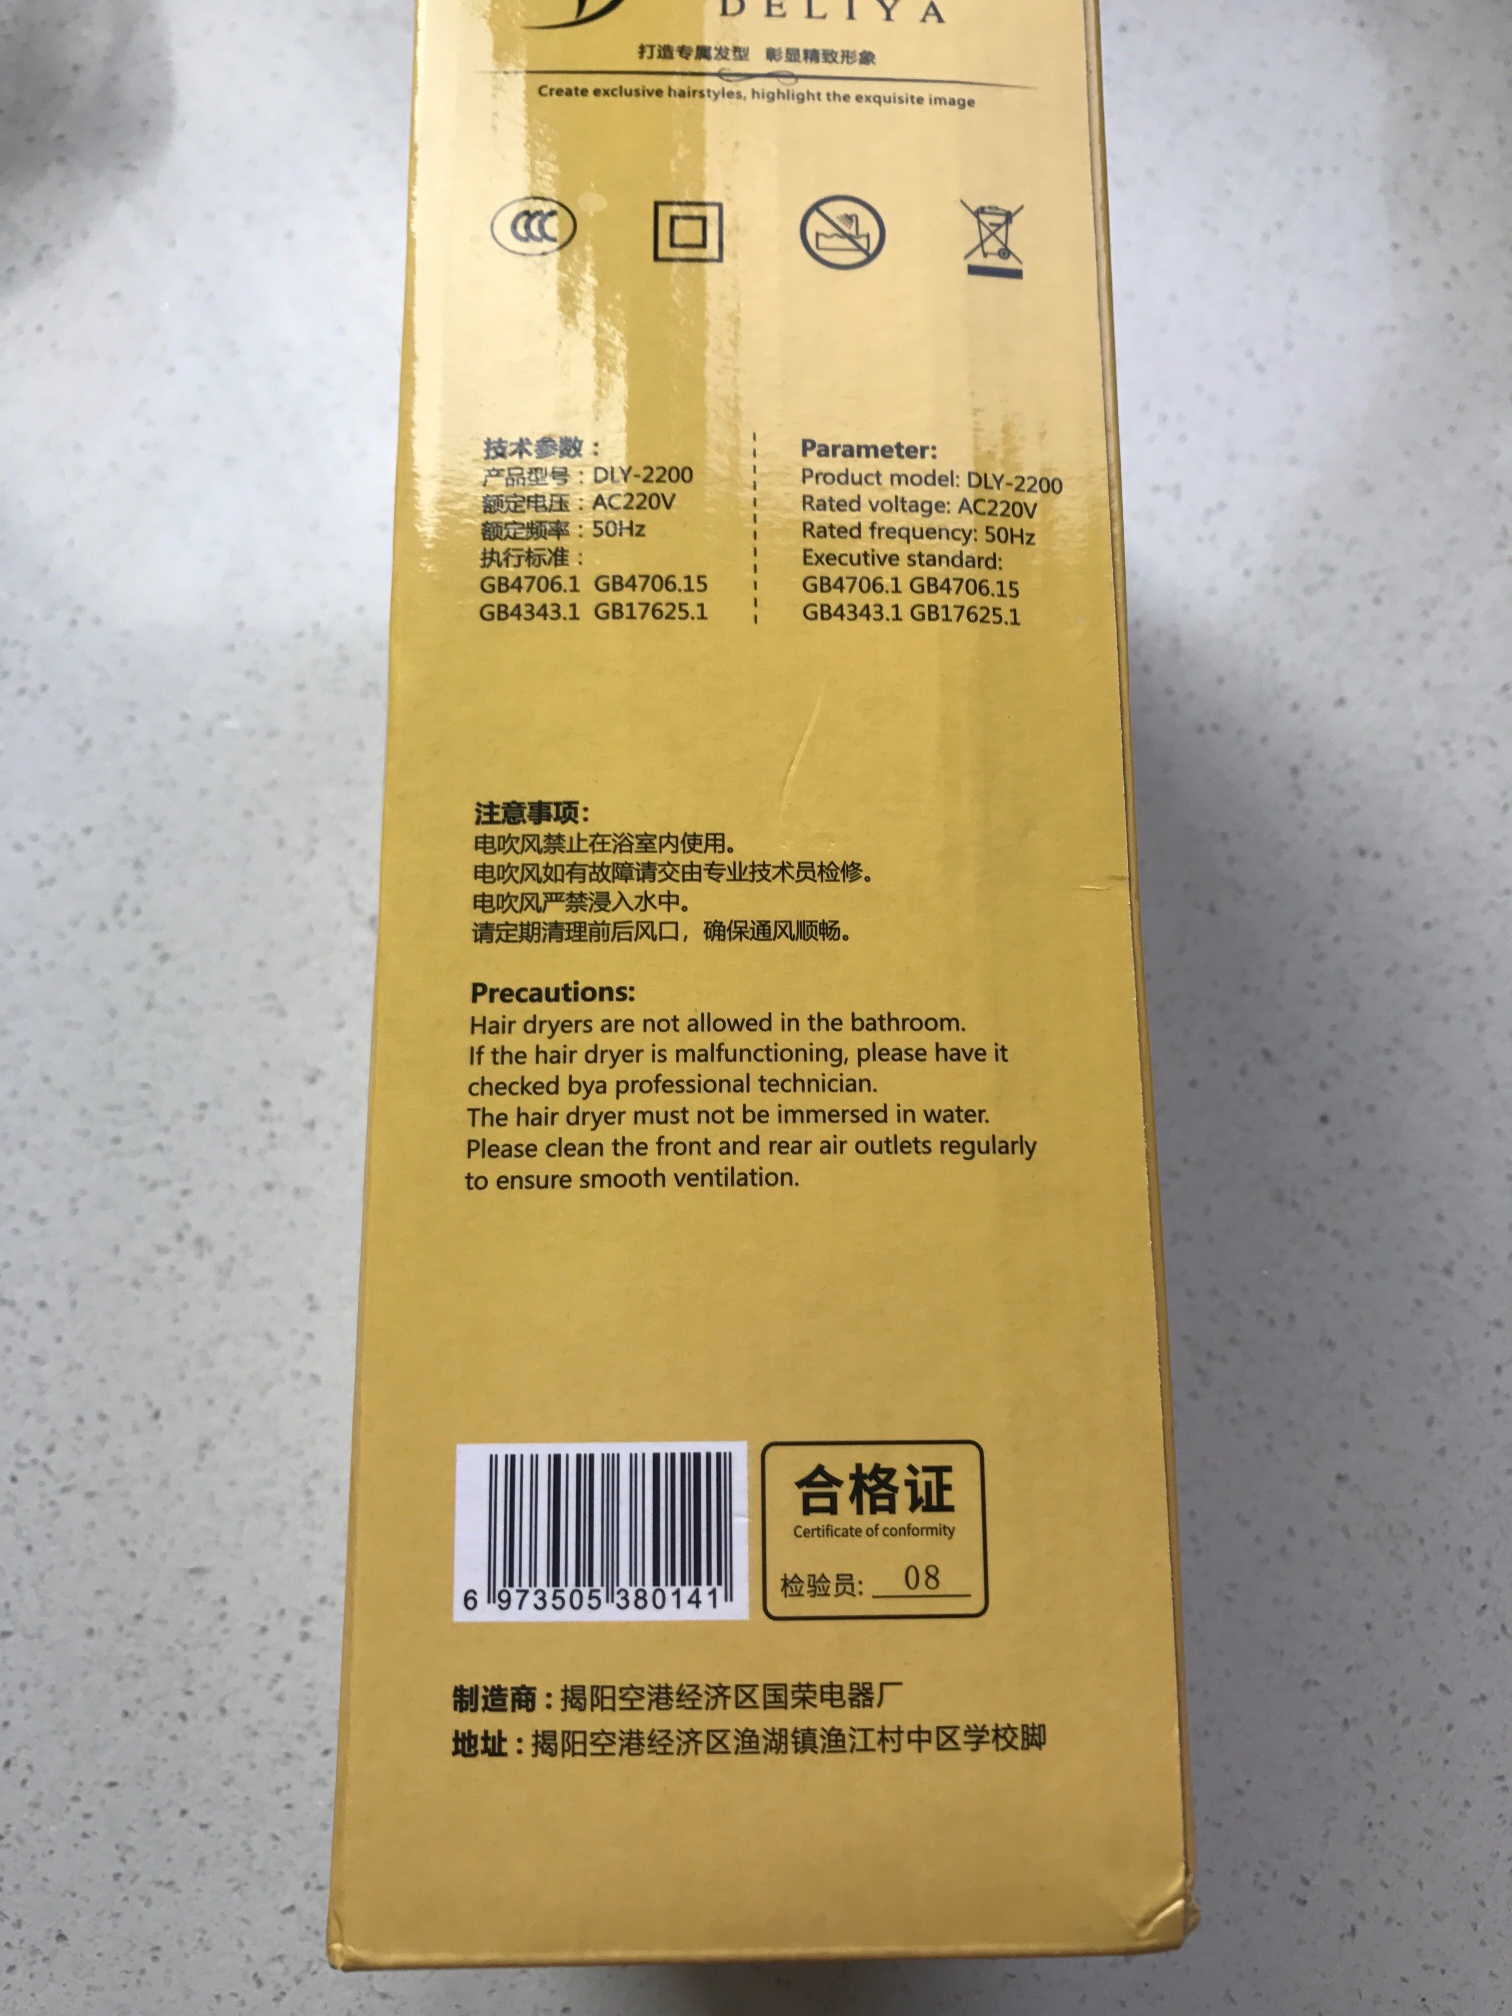 DELIYA
打造专属发型 彰显精致形象
Create exclusive hairstyles, highlight the exquisite image
CCC
技术参数：
产品型号：DLY-2200
额定电压：AC220V
额定频率：50Hz
执行标准：
GB4706.1 GB4706.15
GB4343.1 GB17625.1
Parameter:
Product model: DLY-2200
Rated voltage: AC220V
Rated frequency: 50Hz
Executive standard:
GB4706.1 GB4706.15
GB4343.1 GB17625.1
注意事项：
电吹风禁止在浴室内使用。
电吹风如有故障请交由专业技术员检修。
电吹风严禁浸入水中。
请定期清理前后风口，确保通风顺畅。
Precautions:
Hair dryers are not allowed in the bathroom.
If the hair dryer is malfunctioning, please have it
checked bya professional technician.
The hair dryer must not be immersed in water.
Please clean the front and rear air outlets regularly
to ensure smooth ventilation.
6 973505 380141
合格证
Certificate of conformity
检验员: 08
制造商：揭阳空港经济区国荣电器厂
地址：揭阳空港经济区渔湖镇渔江村中区学校脚